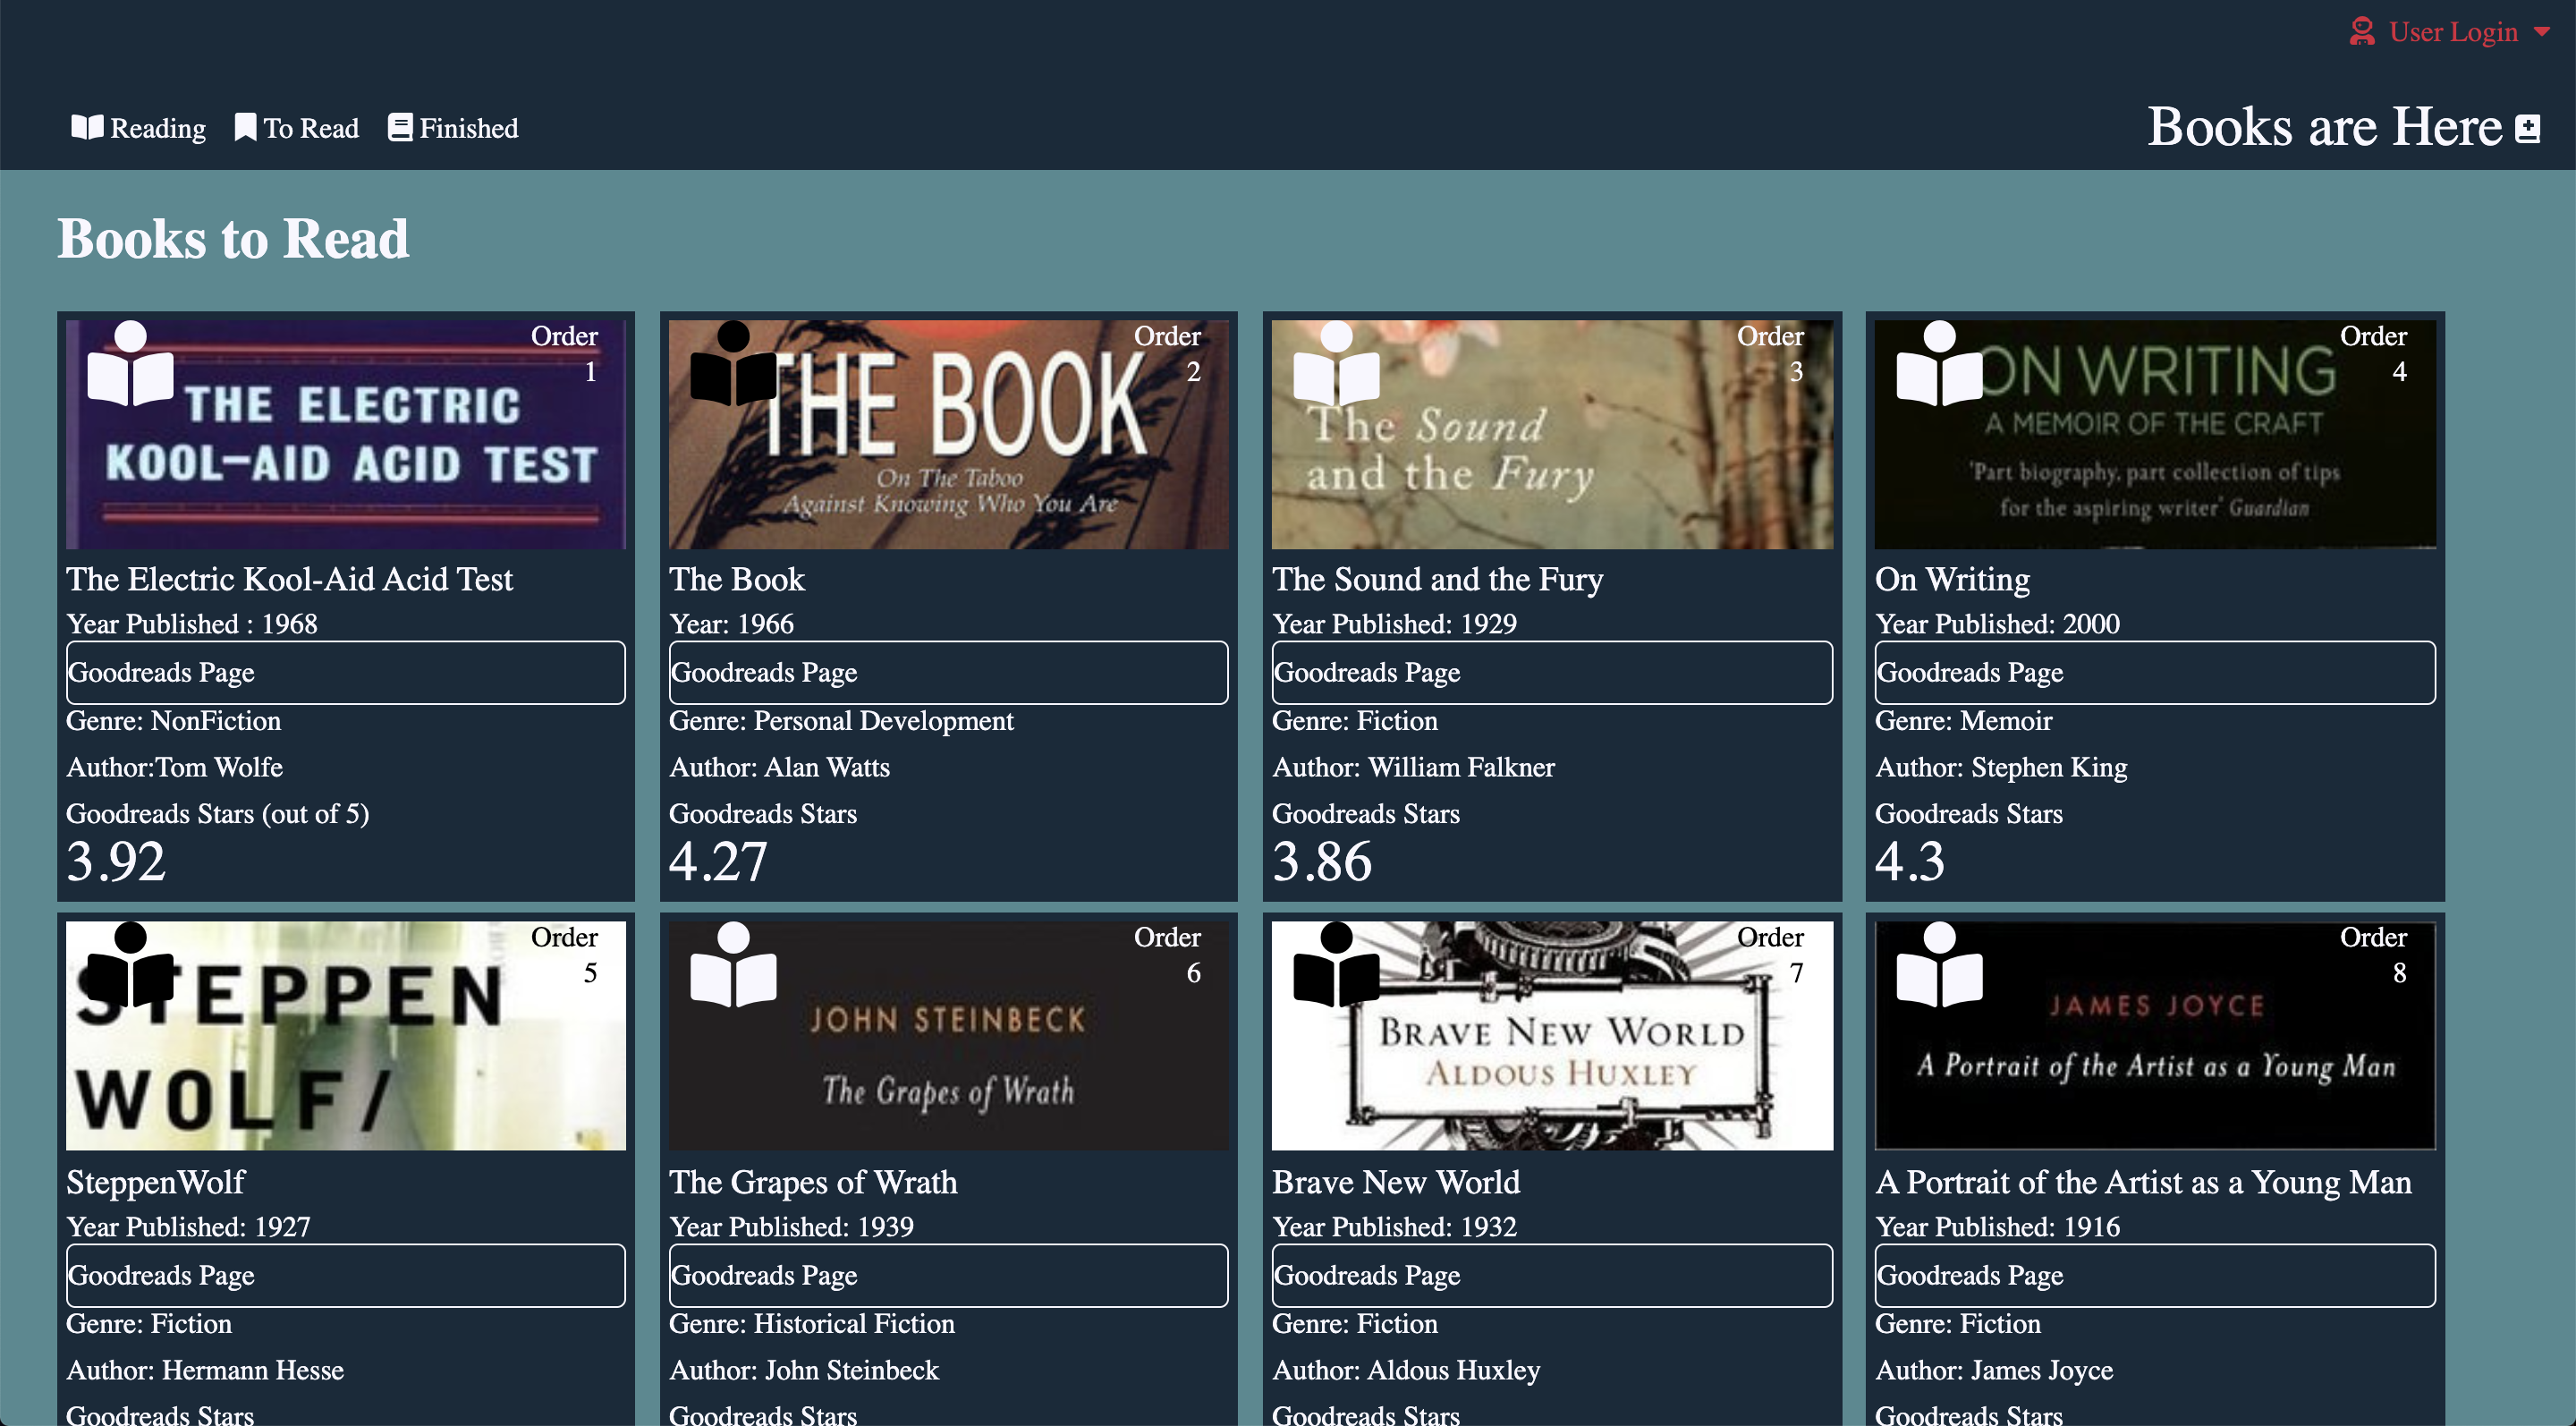 User Login
Reading To Read Finished
Books are Here
Books to Read
Order
1
THE ELECTRIC
KOOL-AID ACID TEST
The Electric Kool-Aid Acid Test
Year Published : 1968
Goodreads Page
Genre: NonFiction
Author:Tom Wolfe
Goodreads Stars (out of 5)
3.92
Order
2
THE BOOK
On The Taboo
Against Knowing Who You Are
The Book
Year: 1966
Goodreads Page
Genre: Personal Development
Author: Alan Watts
Goodreads Stars
4.27
Order
3
The Sound
and the Fury
The Sound and the Fury
Year Published: 1929
Goodreads Page
Genre: Fiction
Author: William Falkner
Goodreads Stars
3.86
Order
4
ON WRITING
A MEMOIR OF THE CRAFT
'Part biography, part collection of tips
for the aspiring writer' Guardian
On Writing
Year Published: 2000
Goodreads Page
Genre: Memoir
Author: Stephen King
Goodreads Stars
4.3
Order
5
STEPPEN
WOLF/
SteppenWolf
Year Published: 1927
Goodreads Page
Genre: Fiction
Author: Hermann Hesse
Goodreads Stars
Order
6
JOHN STEINBECK
The Grapes of Wrath
The Grapes of Wrath
Year Published: 1939
Goodreads Page
Genre: Historical Fiction
Author: John Steinbeck
Goodreads Stars
Order
7
BRAVE NEW WORLD
ALDOUS HUXLEY
Brave New World
Year Published: 1932
Goodreads Page
Genre: Fiction
Author: Aldous Huxley
Goodreads Stars
Order
8
JAMES JOYCE
A Portrait of the Artist as a Young Man
A Portrait of the Artist as a Young Man
Year Published: 1916
Goodreads Page
Genre: Fiction
Author: James Joyce
Goodreads Stars